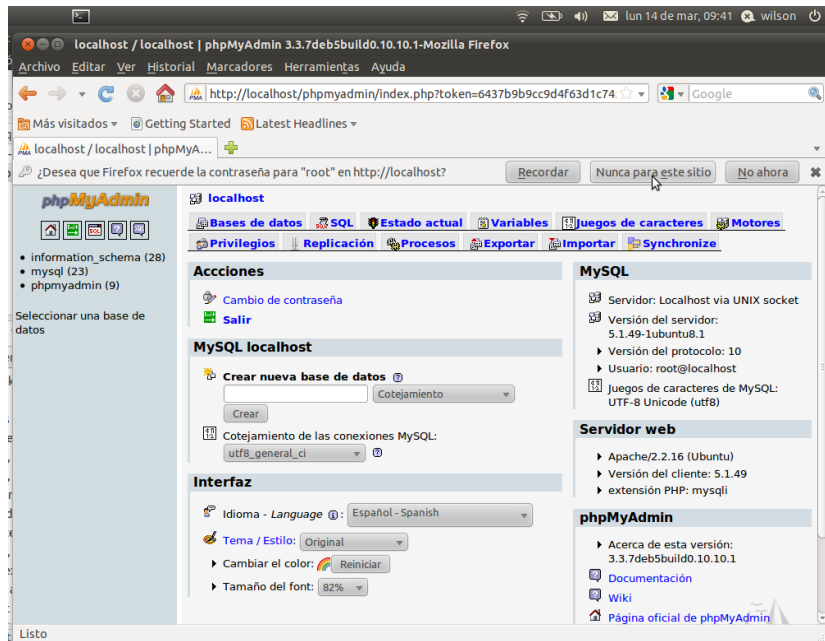 lun 14 de mar, 09:41 wilson
localhost / localhost | phpMyAdmin 3.3.7deb5build0.10.10.1-Mozilla Firefox
Archivo Editar Ver Historial Marcadores Herramientas Ayuda
http://localhost/phpmyadmin/index.php?token=6437b9b9cc9d4f63d1c74 Google
Más visitados Getting Started Latest Headlines
localhost / localhost | phpMyA...
¿Desea que Firefox recuerde la contraseña para "root" en http://localhost? Recordar Nunca para este sitio No ahora
phpMyAdmin
SQL
information_schema (28)
mysql (23)
phpmyadmin (9)
Seleccionar una base de
datos
localhost
Bases de datos SQL Estado actual Variables Juegos de caracteres Motores
Privilegios Replicación Procesos Exportar Importar Synchronize
Accciones
Cambio de contraseña
Salir
MySQL localhost
Crear nueva base de datos
Cotejamiento
Crear
Cotejamiento de las conexiones MySQL:
utf8_general_ci
Interfaz
Idioma - Language : Español - Spanish
Tema / Estilo: Original
Cambiar el color: Reiniciar
Tamaño del font: 82%
MySQL
Servidor: Localhost via UNIX socket
Versión del servidor:
5.1.49-1ubuntu8.1
Versión del protocolo: 10
Usuario: root@localhost
Juegos de caracteres de MySQL:
UTF-8 Unicode (utf8)
Servidor web
Apache/2.2.16 (Ubuntu)
Versión del cliente: 5.1.49
extensión PHP: mysqli
phpMyAdmin
Acerca de esta versión:
3.3.7deb5build0.10.10.1
Documentación
Wiki
Página oficial de phpMyAdmin
Listo